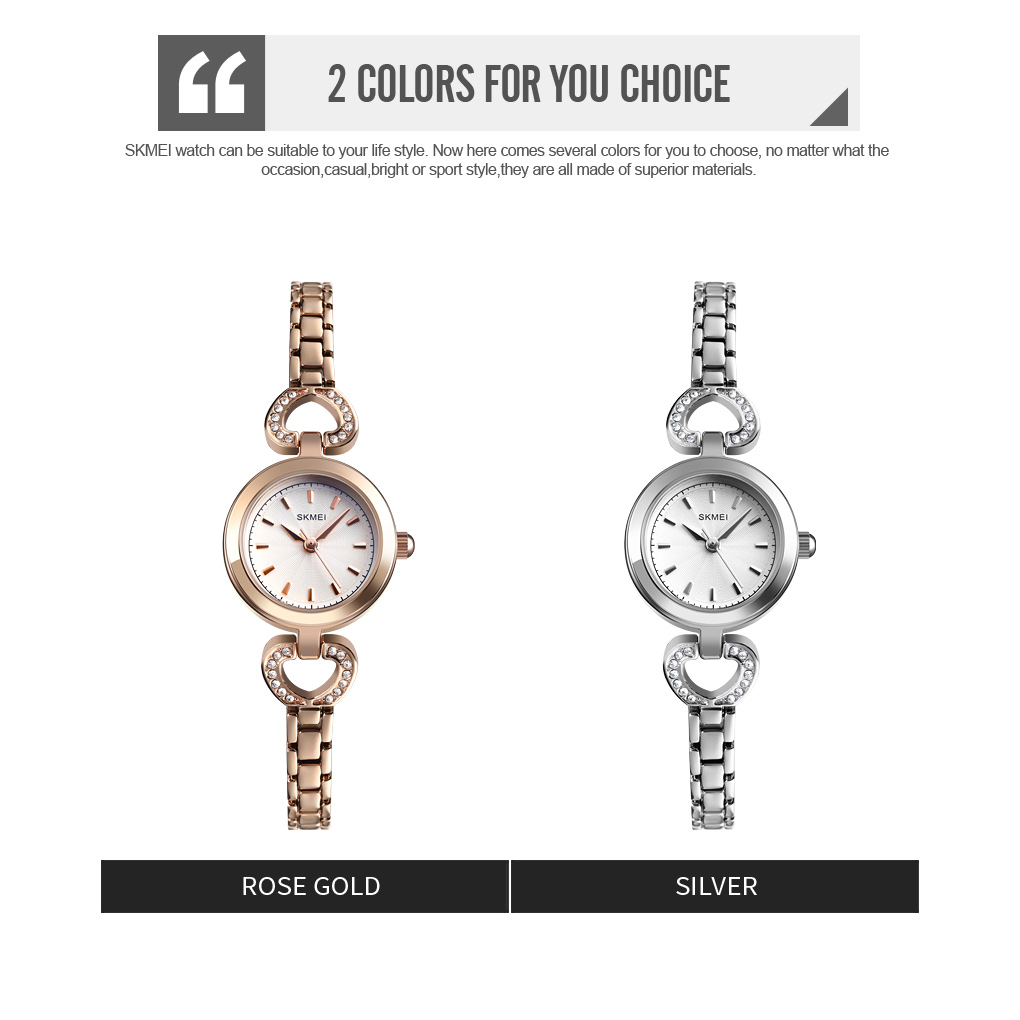 2 COLORS FOR YOU CHOICE
SKMEI watch can be suitable to your life style. Now here comes several colors for you to choose, no matter what the
occasion,casual,bright or sport style,they are all made of superior materials.
SKMEI
SKMEI
ROSE GOLD
SILVER